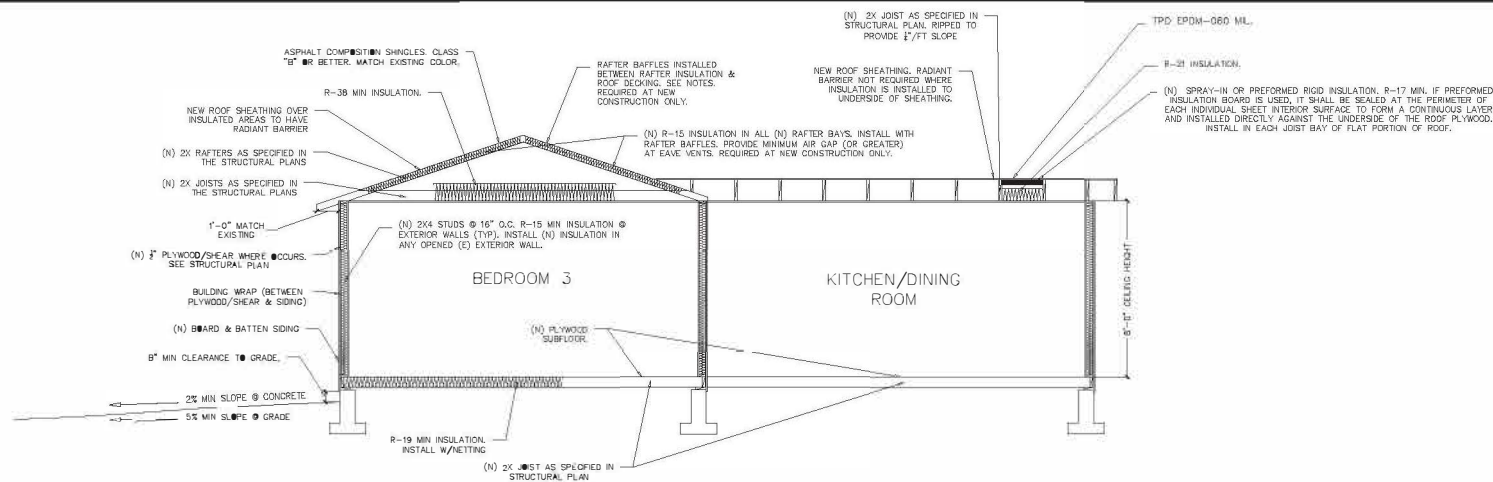 ASPHALT COMPOSITION SHINGLES. CLASS
"B" OR BETTER. MATCH EXISTING COLOR.
R-38 MIN INSULATION.
NEW ROOF SHEATHING OVER
INSULATED AREAS TO HAVE
RADIANT BARRIER
(N) 2X RAFTERS AS SPECIFIED IN
THE STRUCTURAL PLANS
(N) 2X JOISTS AS SPECIFIED IN
THE STRUCTURAL PLANS
1'-0" MATCH
EXISTING
(N) PLYWOOD/SHEAR WHERE OCCURS.
SEE STRUCTURAL PLAN
BUILDING WRAP (BETWEEN
PLYWOOD/SHEAR & SIDING)
(N) BOARD & BATTEN SIDING
8" MIN CLEARANCE TO GRADE.
2% MIN SLOPE @ CONCRETE
5% MIN SLOPE @ GRADE
RAFTER BAFFLES INSTALLED
BETWEEN RAFTER INSULATION &
ROOF DECKING. SEE NOTES.
REQUIRED AT NEW
CONSTRUCTION ONLY.
(N) R-15 INSULATION IN ALL (N) RAFTER BAYS. INSTALL WITH
RAFTER BAFFLES. PROVIDE MINIMUM AIR GAP (OR GREATER)
AT EAVE VENTS. REQUIRED AT NEW CONSTRUCTION ONLY.
(N) 2X4 STUDS @ 16" O.C. R-15 MIN INSULATION @
EXTERIOR WALLS (TYP). INSTALL (N) INSULATION IN
ANY OPENED (E) EXTERIOR WALL.
BEDROOM 3
(N) PLYWOOD
SUBFLOOR.
R-19 MIN INSULATION.
INSTALL W/NETTING
(N) 2X JOIST AS SPECIFIED IN
STRUCTURAL PLAN
(N) 2X JOIST AS SPECIFIED IN
STRUCTURAL PLAN. RIPPED TO
PROVIDE "/FT SLOPE
NEW ROOF SHEATHING. RADIANT
BARRIER NOT REQUIRED WHERE
INSULATION IS INSTALLED TO
UNDERSIDE OF SHEATHING.
KITCHEN/DINING
ROOM
TPO EPDM-060 MIL.
R-21 INSULATION.
(N) SPRAY-IN OR PREFORMED RIGID INSULATION. R-17 MIN. IF PREFORMED
INSULATION BOARD IS USED, IT SHALL BE SEALED AT THE PERIMETER OF
EACH INDIVIDUAL SHEET INTERIOR SURFACE TO FORM A CONTINUOUS LAYER
AND INSTALLED DIRECTLY AGAINST THE UNDERSIDE OF THE ROOF PLYWOOD.
INSTALL IN EACH JOIST BAY OF FLAT PORTION OF ROOF.
CEILING HEIGHT